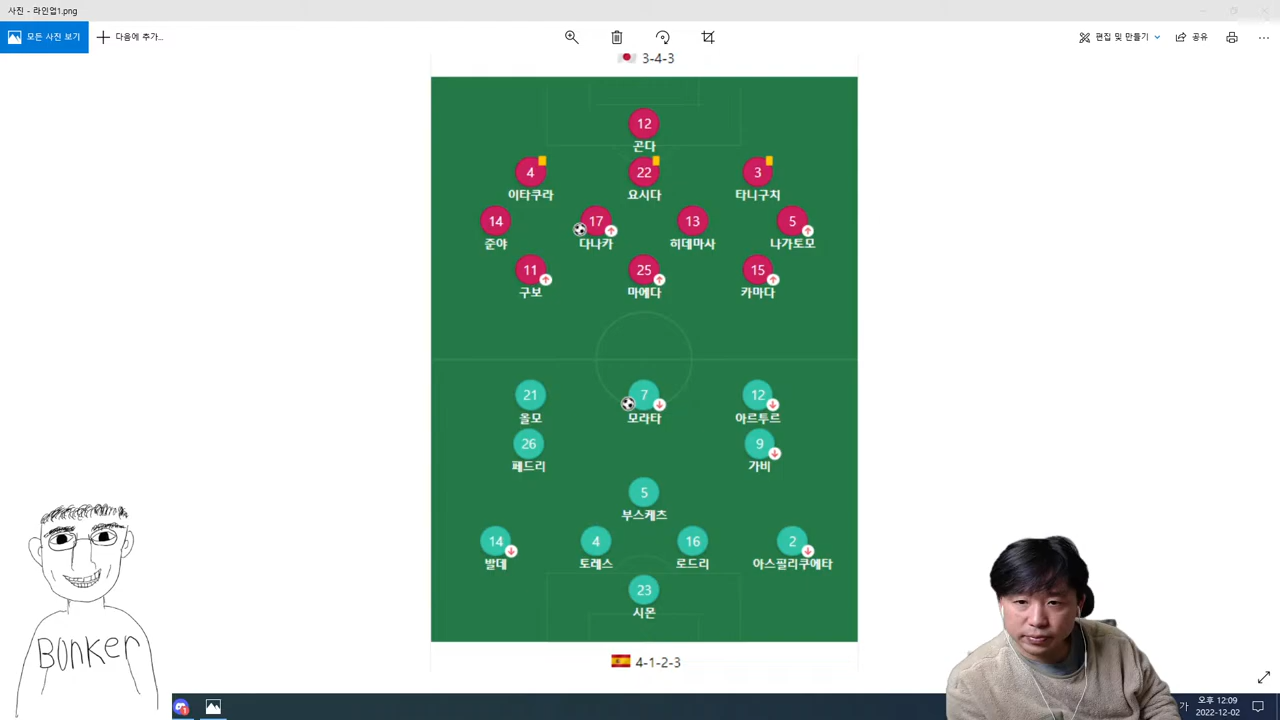 사진 - 라인업1.png
모든 사진 보기
다음에 추가...
편집 및 만들기
공유
3-4-3
12
곤다
4 22 3
이타쿠라 요시다 타니구치
14 17 13 5
준야 다나카 히데마사 나가토모
11 25 15
구보 마에다 카마다
21 7 12
올모 모라타 아르투르
26 9
페드리 가비
5
부스케츠
14 4 16 2
발데 토레스 로드리 아스필리쿠에타
23
시몬
4-1-2-3
BONKer
1
가
오후 12:09
2022-12-02